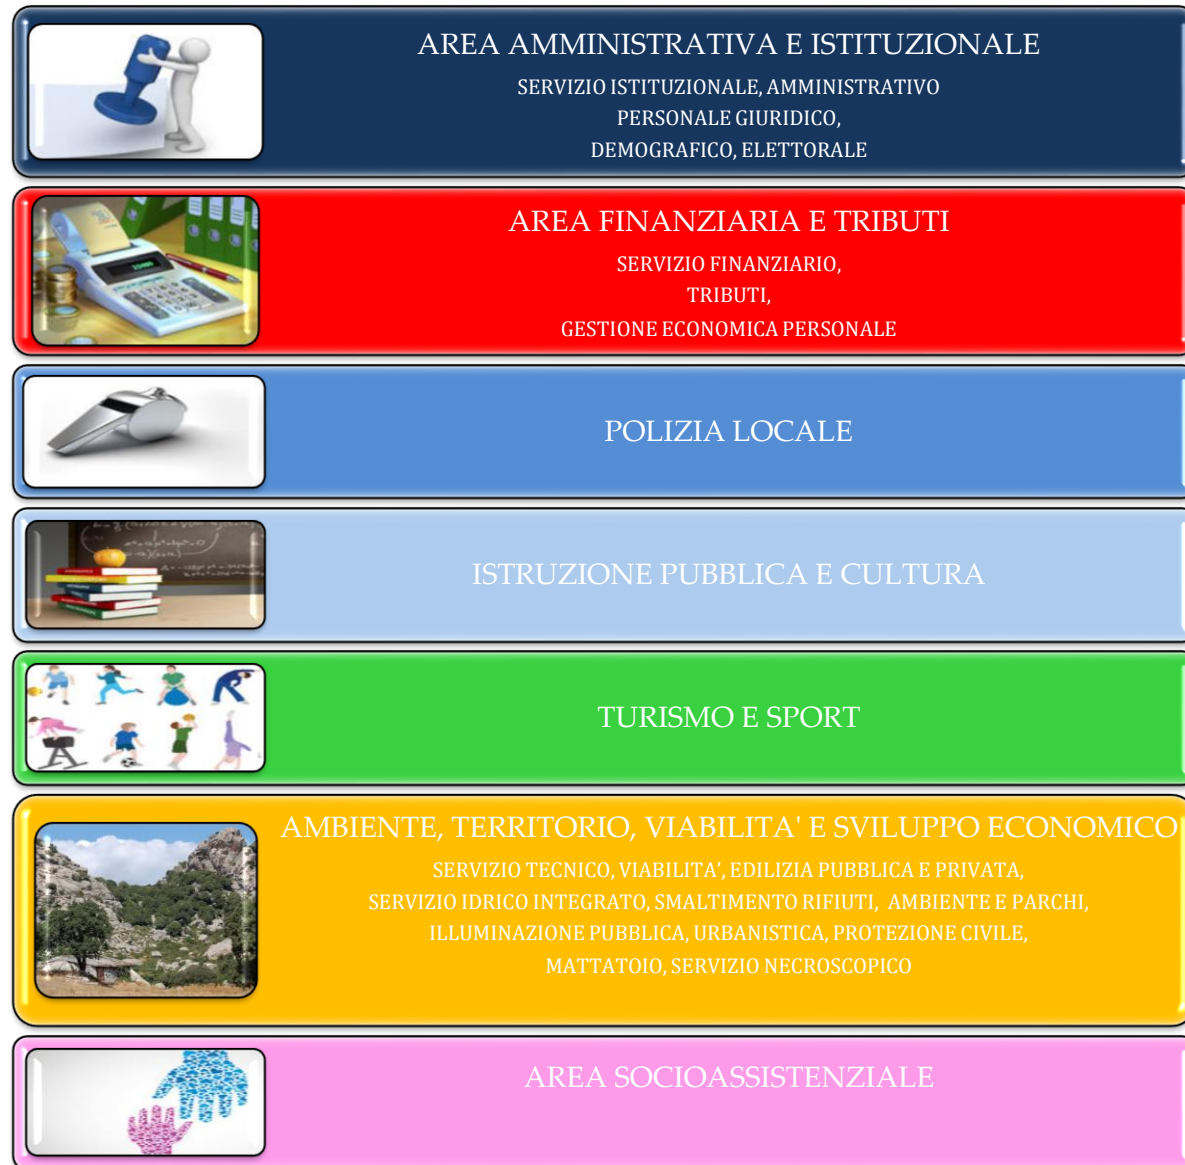 AREA AMMINISTRATIVA E ISTITUZIONALE
SERVIZIO ISTITUZIONALE, AMMINISTRATIVO
PERSONALE GIURIDICO,
DEMOGRAFICO, ELETTORALE
AREA FINANZIARIA E TRIBUTI
SERVIZIO FINANZIARIO,
TRIBUTI,
GESTIONE ECONOMICA PERSONALE
POLIZIA LOCALE
ISTRUZIONE PUBBLICA E CULTURA
TURISMO E SPORT
AMBIENTE, TERRITORIO, VIABILITA' E SVILUPPO ECONOMICO
SERVIZIO TECNICO, VIABILITA’, EDILIZIA PUBBLICA E PRIVATA,
SERVIZIO IDRICO INTEGRATO, SMALTIMENTO RIFIUTI, AMBIENTE E PARCHI,
ILLUMINAZIONE PUBBLICA, URBANISTICA, PROTEZIONE CIVILE,
MATTATOIO, SERVIZIO NECROSCOPICO
AREA SOCIOASSISTENZIALE